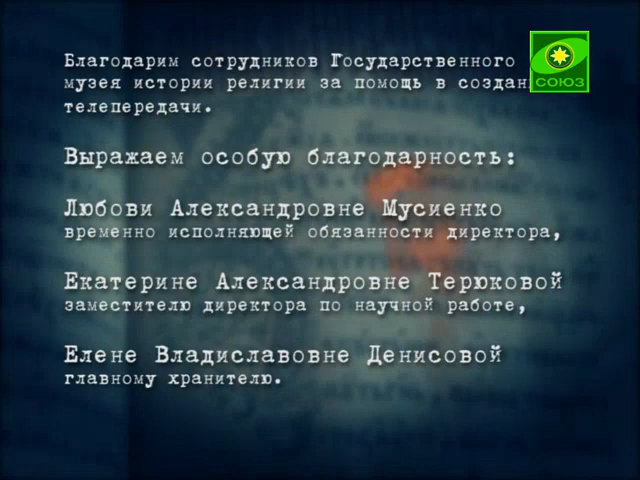 Благодарим сотрудников Государственного
музея истории религии за помощь в создан
телепередачи.
Выражаем особую благодарность:
Любови Александровне Мусиенко
временно исполняющей обязанности директора,
Екатерине Александровне Терюковой
заместителю директора по научной работе,
Елене Владиславовне Денисовой
главному хранителю.
СОЮЗ